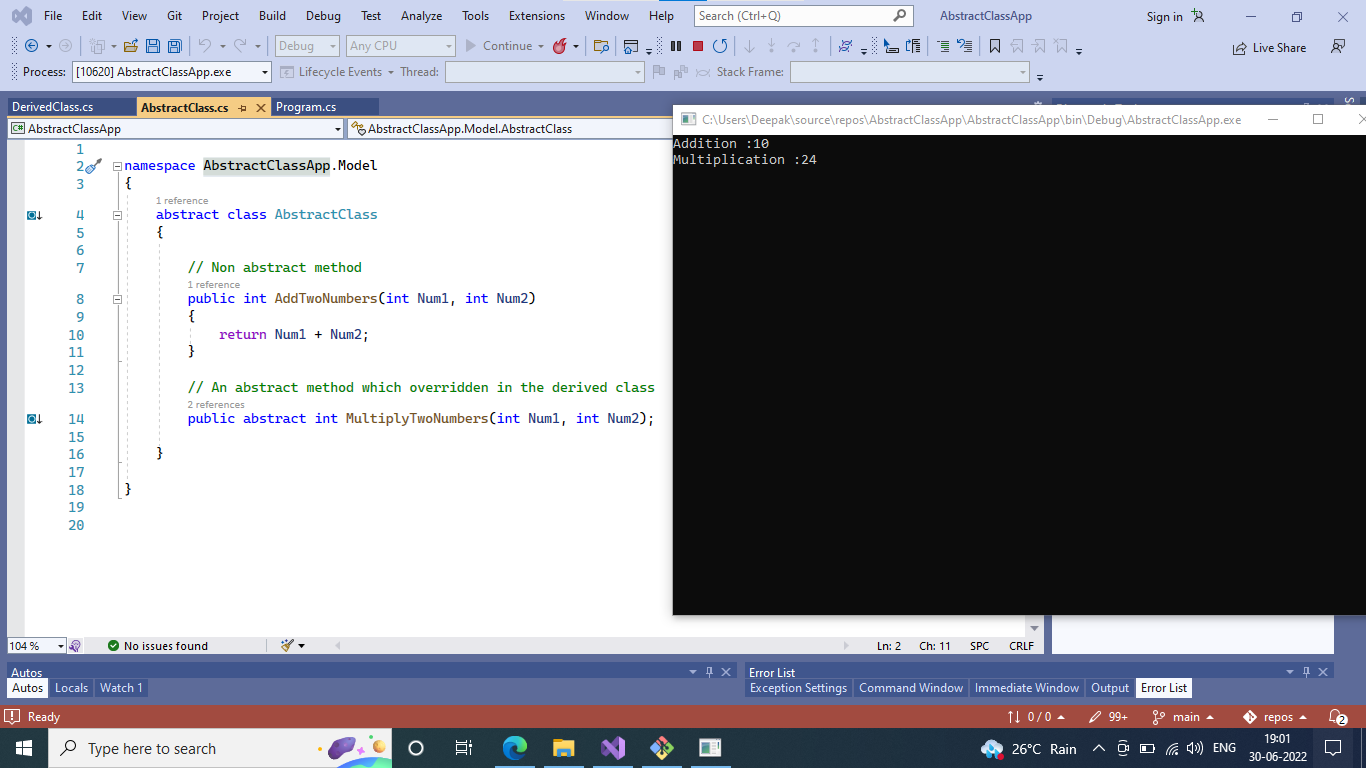 File Edit View Git Project Build Debug Test Analyze Tools Extensions Window Help Search (Ctrl+Q) AbstractClassApp Sign in
Debug Any CPU Continue Live Share
Process: [10620] AbstractClassApp.exe Lifecycle Events Thread: Stack Frame:
DerivedClass.cs AbstractClass.cs Program.cs
C# AbstractClassApp AbstractClassApp.Model.AbstractClass
1
2 namespace AbstractClassApp.Model
3 {
1 reference
4 abstract class AbstractClass
5 {
6
7 // Non abstract method
1 reference
8 public int AddTwoNumbers(int Num1, int Num2)
9 {
10 return Num1 + Num2;
11 }
12
13 // An abstract method which overridden in the derived class
2 references
14 public abstract int MultiplyTwoNumbers(int Num1, int Num2);
15
16 }
17
18 }
19
20
C:\Users\Deepak\source\repos\AbstractClassApp\AbstractClassApp\bin\Debug\AbstractClassApp.exe
Addition :10
Multiplication :24
104 % No issues found Ln: 2 Ch: 11 SPC CRLF
Autos
Autos Locals Watch 1
Error List
Exception Settings Command Window Immediate Window Output Error List
Ready 0 / 0 99+ main repos 2
Type here to search 26°C Rain ENG 19:01
30-06-2022